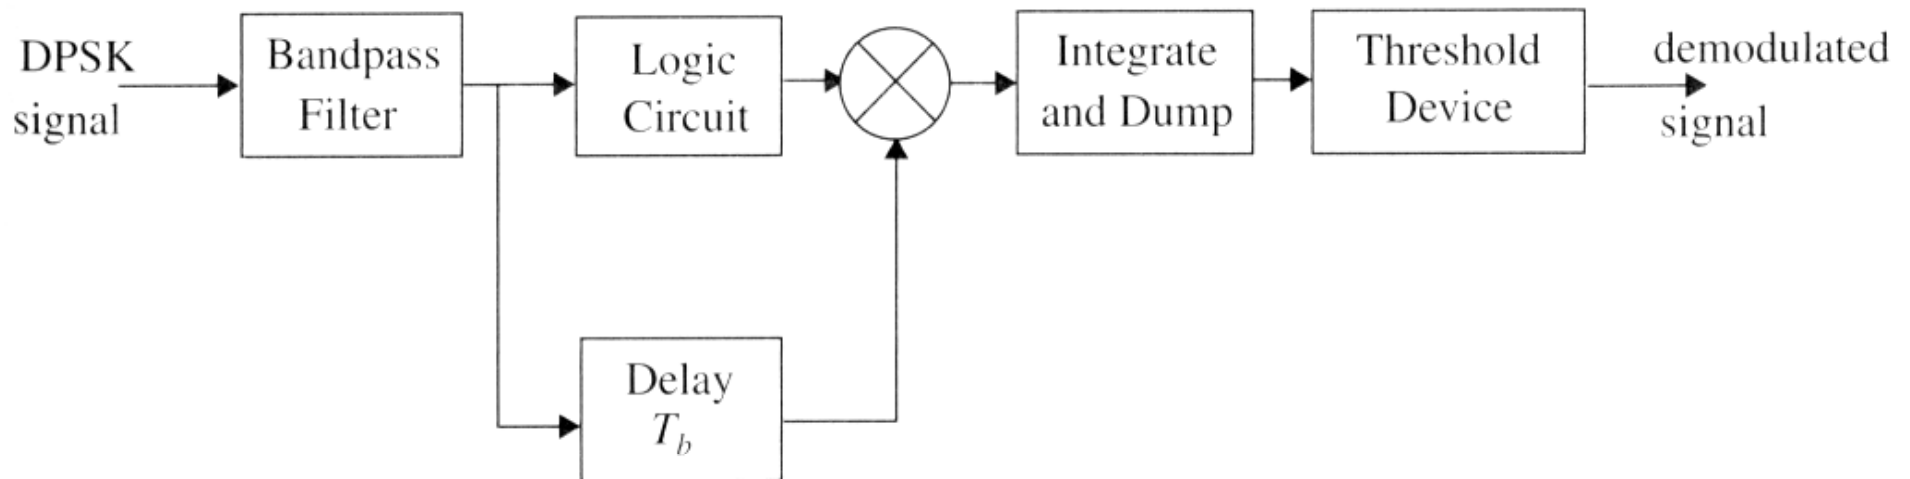 DPSK
signal
Bandpass
Filter
Logic
Circuit
Integrate
and Dump
Threshold
Device
demodulated
signal
Delay
T_b